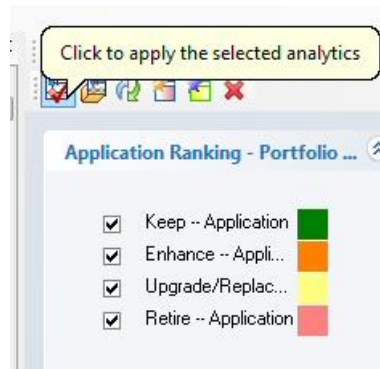 Click to apply the selected analytics
Application Ranking - Portfolio ...
Keep -- Application
Enhance -- Appli...
Upgrade/Replac...
Retire -- Application